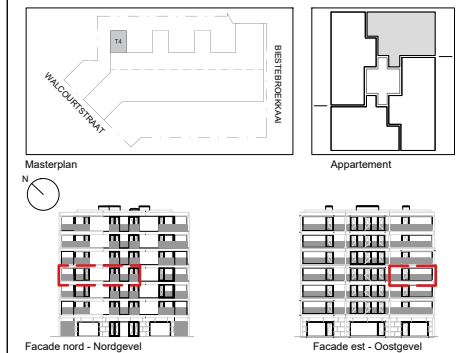 T4
WALCOURTSTRAAT
BIESTEBROEKKAAI
Masterplan
Appartement
N
Facade nord - Nordgevel
Facade est - Oostgevel